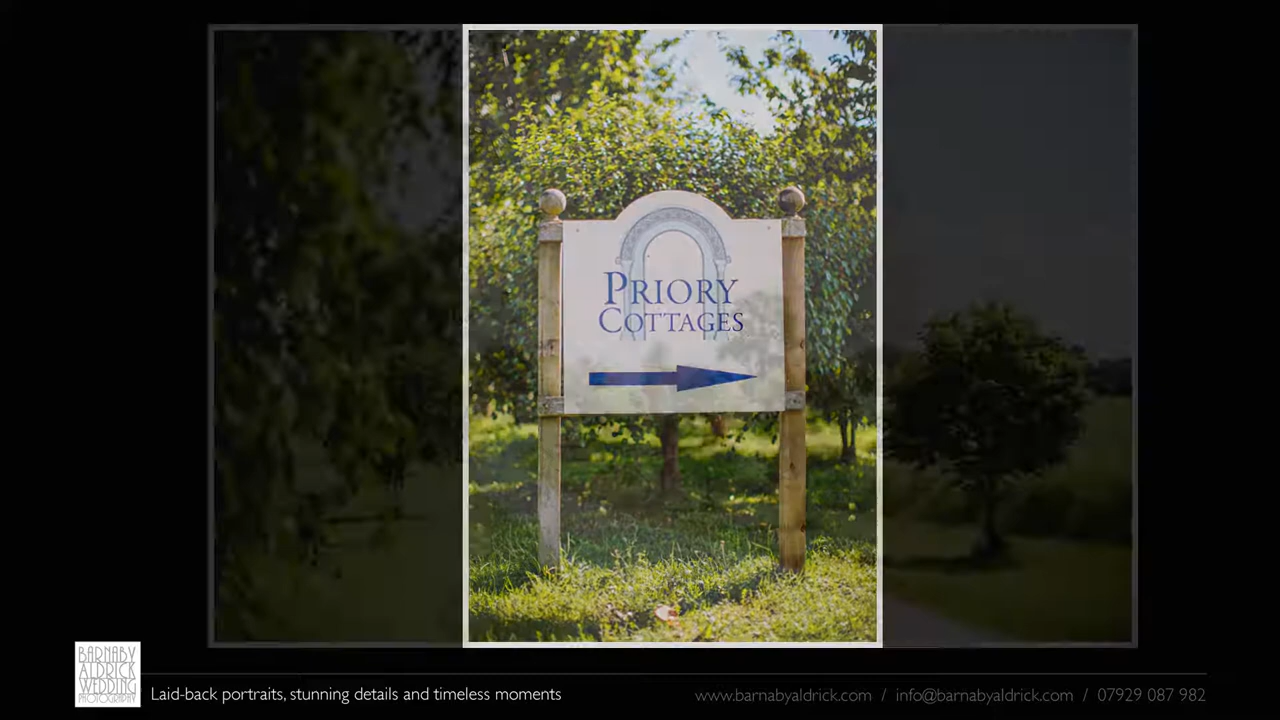 PRIORY
COTTAGES
BARNABY
ALDRICK
WEDDING
PHOTOGRAPHY
Laid-back portraits, stunning details and timeless moments
www.barnabyaldrick.com / info@barnabyaldrick.com / 07929 087 982